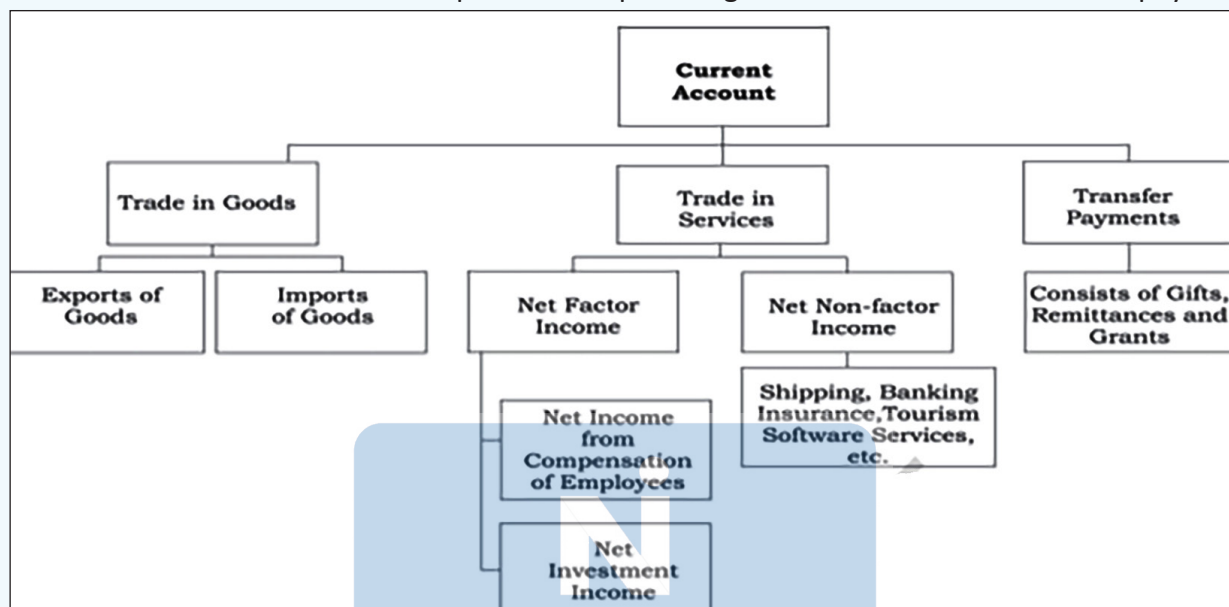 Current
Account
Trade in Goods
Trade in
Services
Transfer
Payments
Exports of
Goods
Imports
of Goods
Net Factor
Income
Net Non-factor
Income
Consists of Gifts,
Remittances and
Grants
Shipping, Banking
Insurance,Tourism
Software Services,
etc.
Net Income
from
Compensation
of Employees
Net
Investment
Income